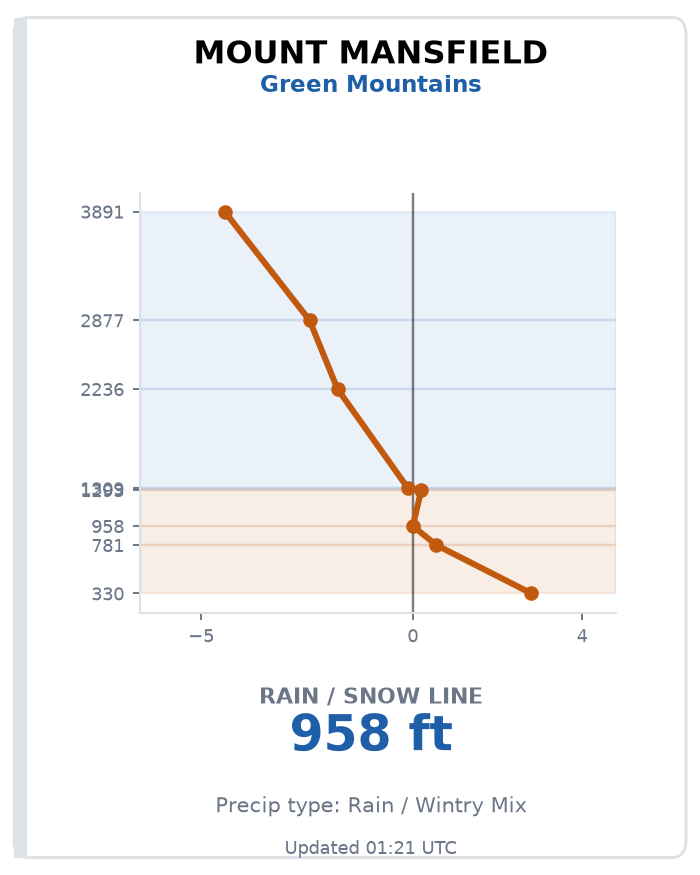 MOUNT MANSFIELD
Green Mountains
3891
2877
2236
958
781
330
−5 0 4
RAIN / SNOW LINE
958 ft
Precip type: Rain / Wintry Mix
Updated 01:21 UTC